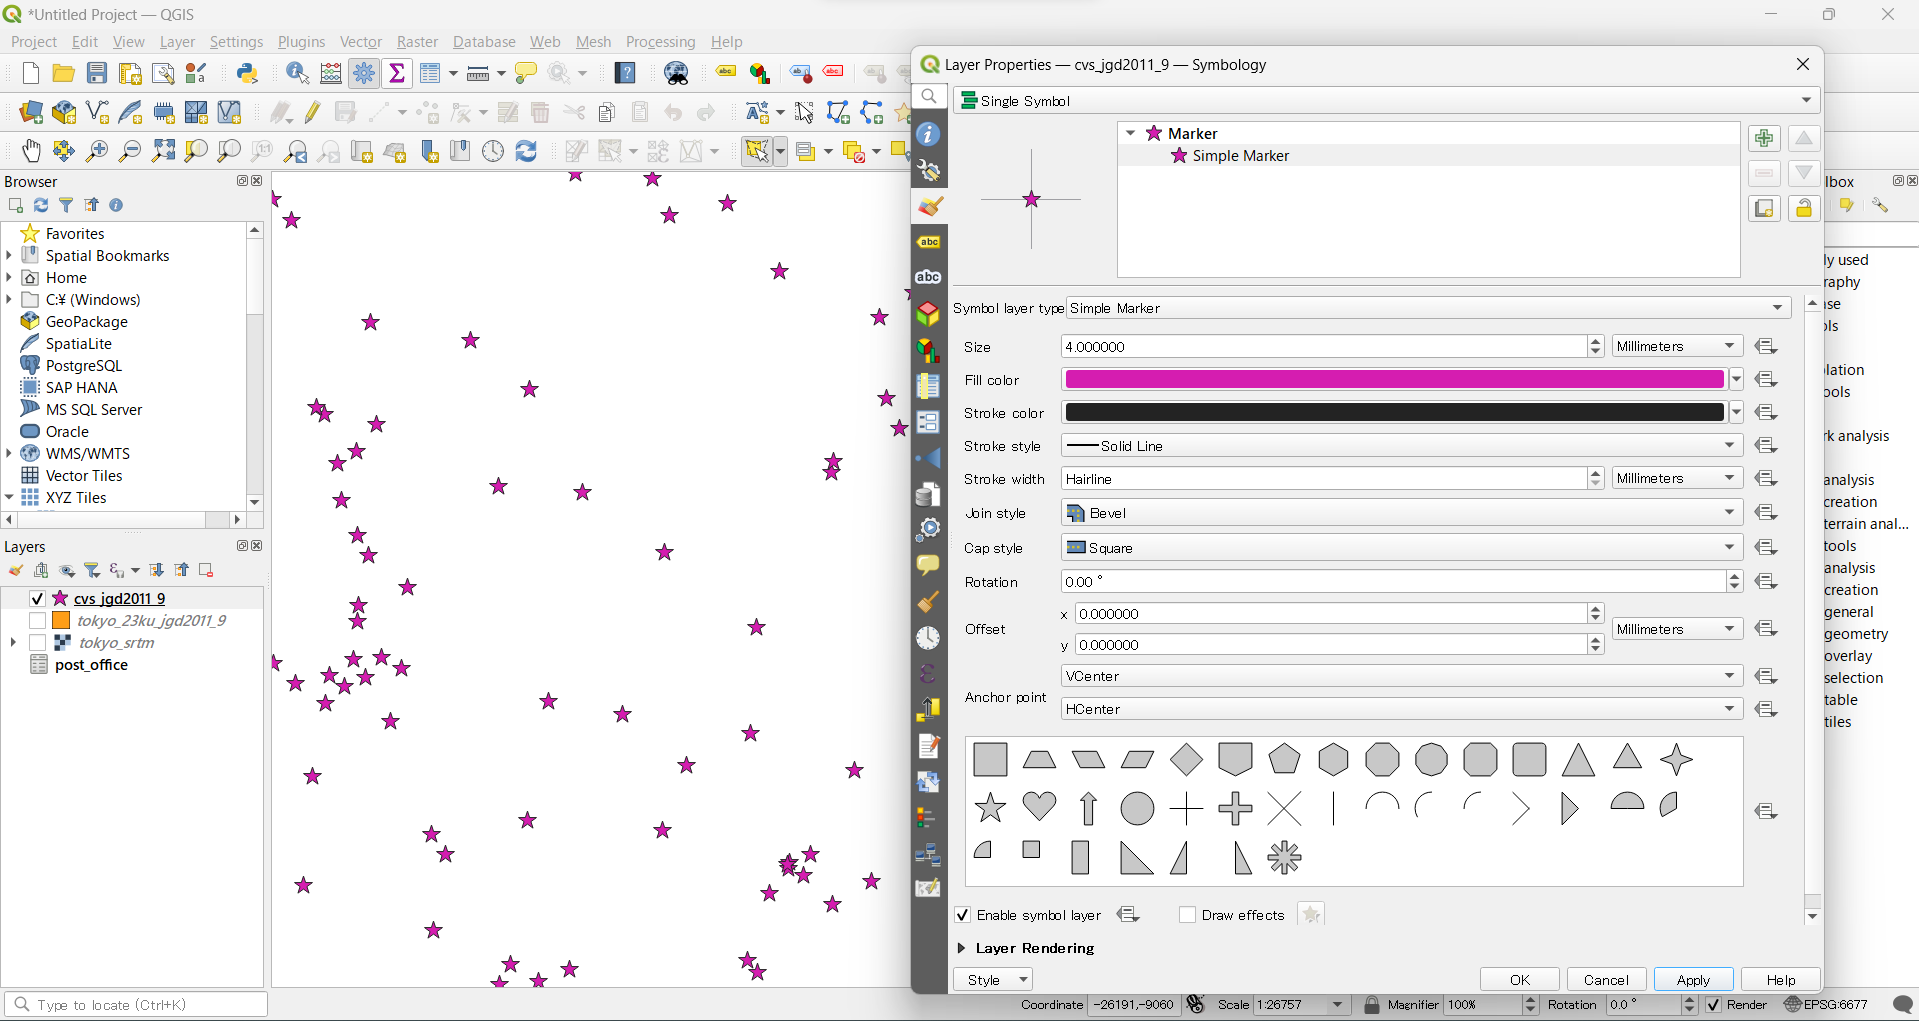 *Untitled Project — QGIS
Project Edit View Layer Settings Plugins Vector Raster Database Web Mesh Processing Help
Browser
Favorites
Spatial Bookmarks
Home
C:¥ (Windows)
GeoPackage
SpatiaLite
PostgreSQL
SAP HANA
MS SQL Server
Oracle
WMS/WMTS
Vector Tiles
XYZ Tiles
Layers
cvs_jgd2011_9
tokyo_23ku_jgd2011_9
tokyo_srtm
post_office
Type to locate (Ctrl+K)
Layer Properties — cvs_jgd2011_9 — Symbology
Single Symbol
Marker
Simple Marker
Symbol layer type Simple Marker
Size 4.000000 Millimeters
Fill color
Stroke color
Stroke style Solid Line
Stroke width Hairline Millimeters
Join style Bevel
Cap style Square
Rotation 0.00 °
Offset x 0.000000 Millimeters
y 0.000000
Anchor point VCenter
HCenter
Enable symbol layer Draw effects
Layer Rendering
Style OK Cancel Apply Help
lbox
ly used
raphy
ase
ols
lation
ools
rk analysis
analysis
creation
terrain anal...
tools
analysis
creation
general
geometry
overlay
selection
table
tiles
Coordinate -26191,-9060 Scale 1:26757 Magnifier 100% Rotation 0.0 ° Render EPSG:6677